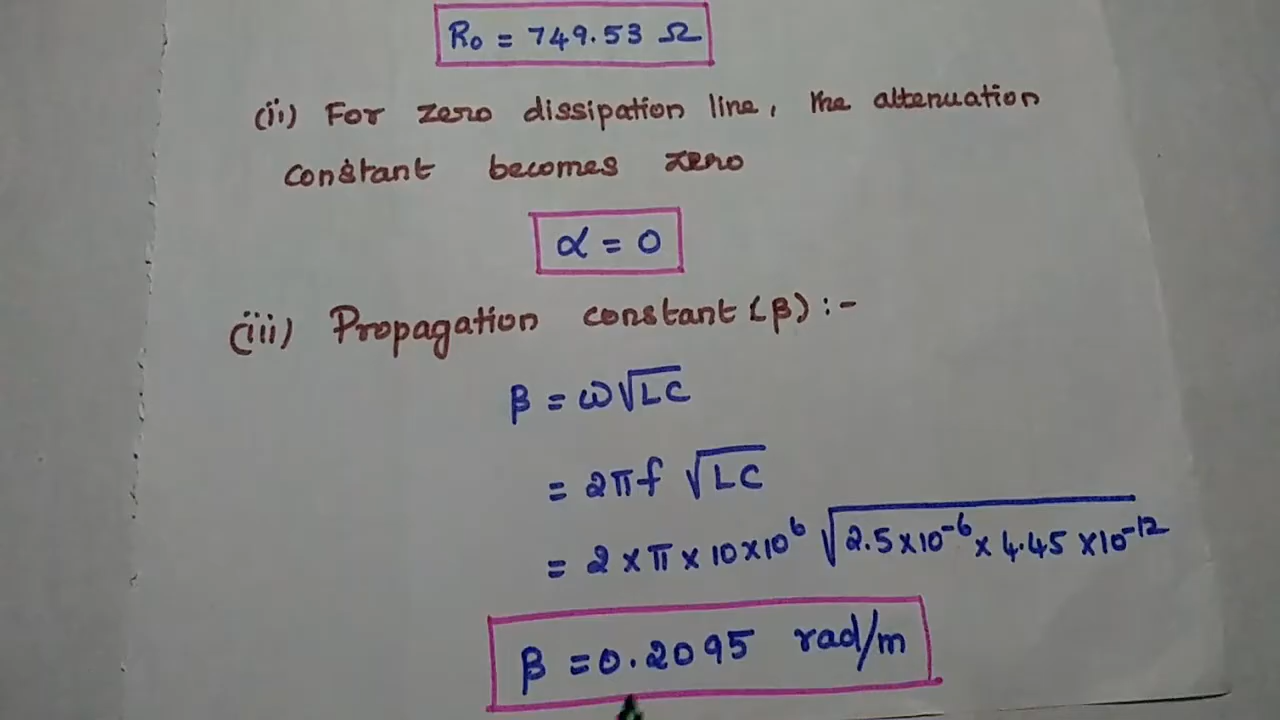 R₀ = 749.53 Ω
(ii) For zero dissipation line, the attenuation
constant becomes zero
α = 0
(iii) Propagation constant (β) :-
β = ω√LC
= 2πf √LC
= 2 × π × 10 × 10⁶ √2.5×10⁻⁶ × 4.45 × 10⁻¹²
β = 0.2095 rad/m